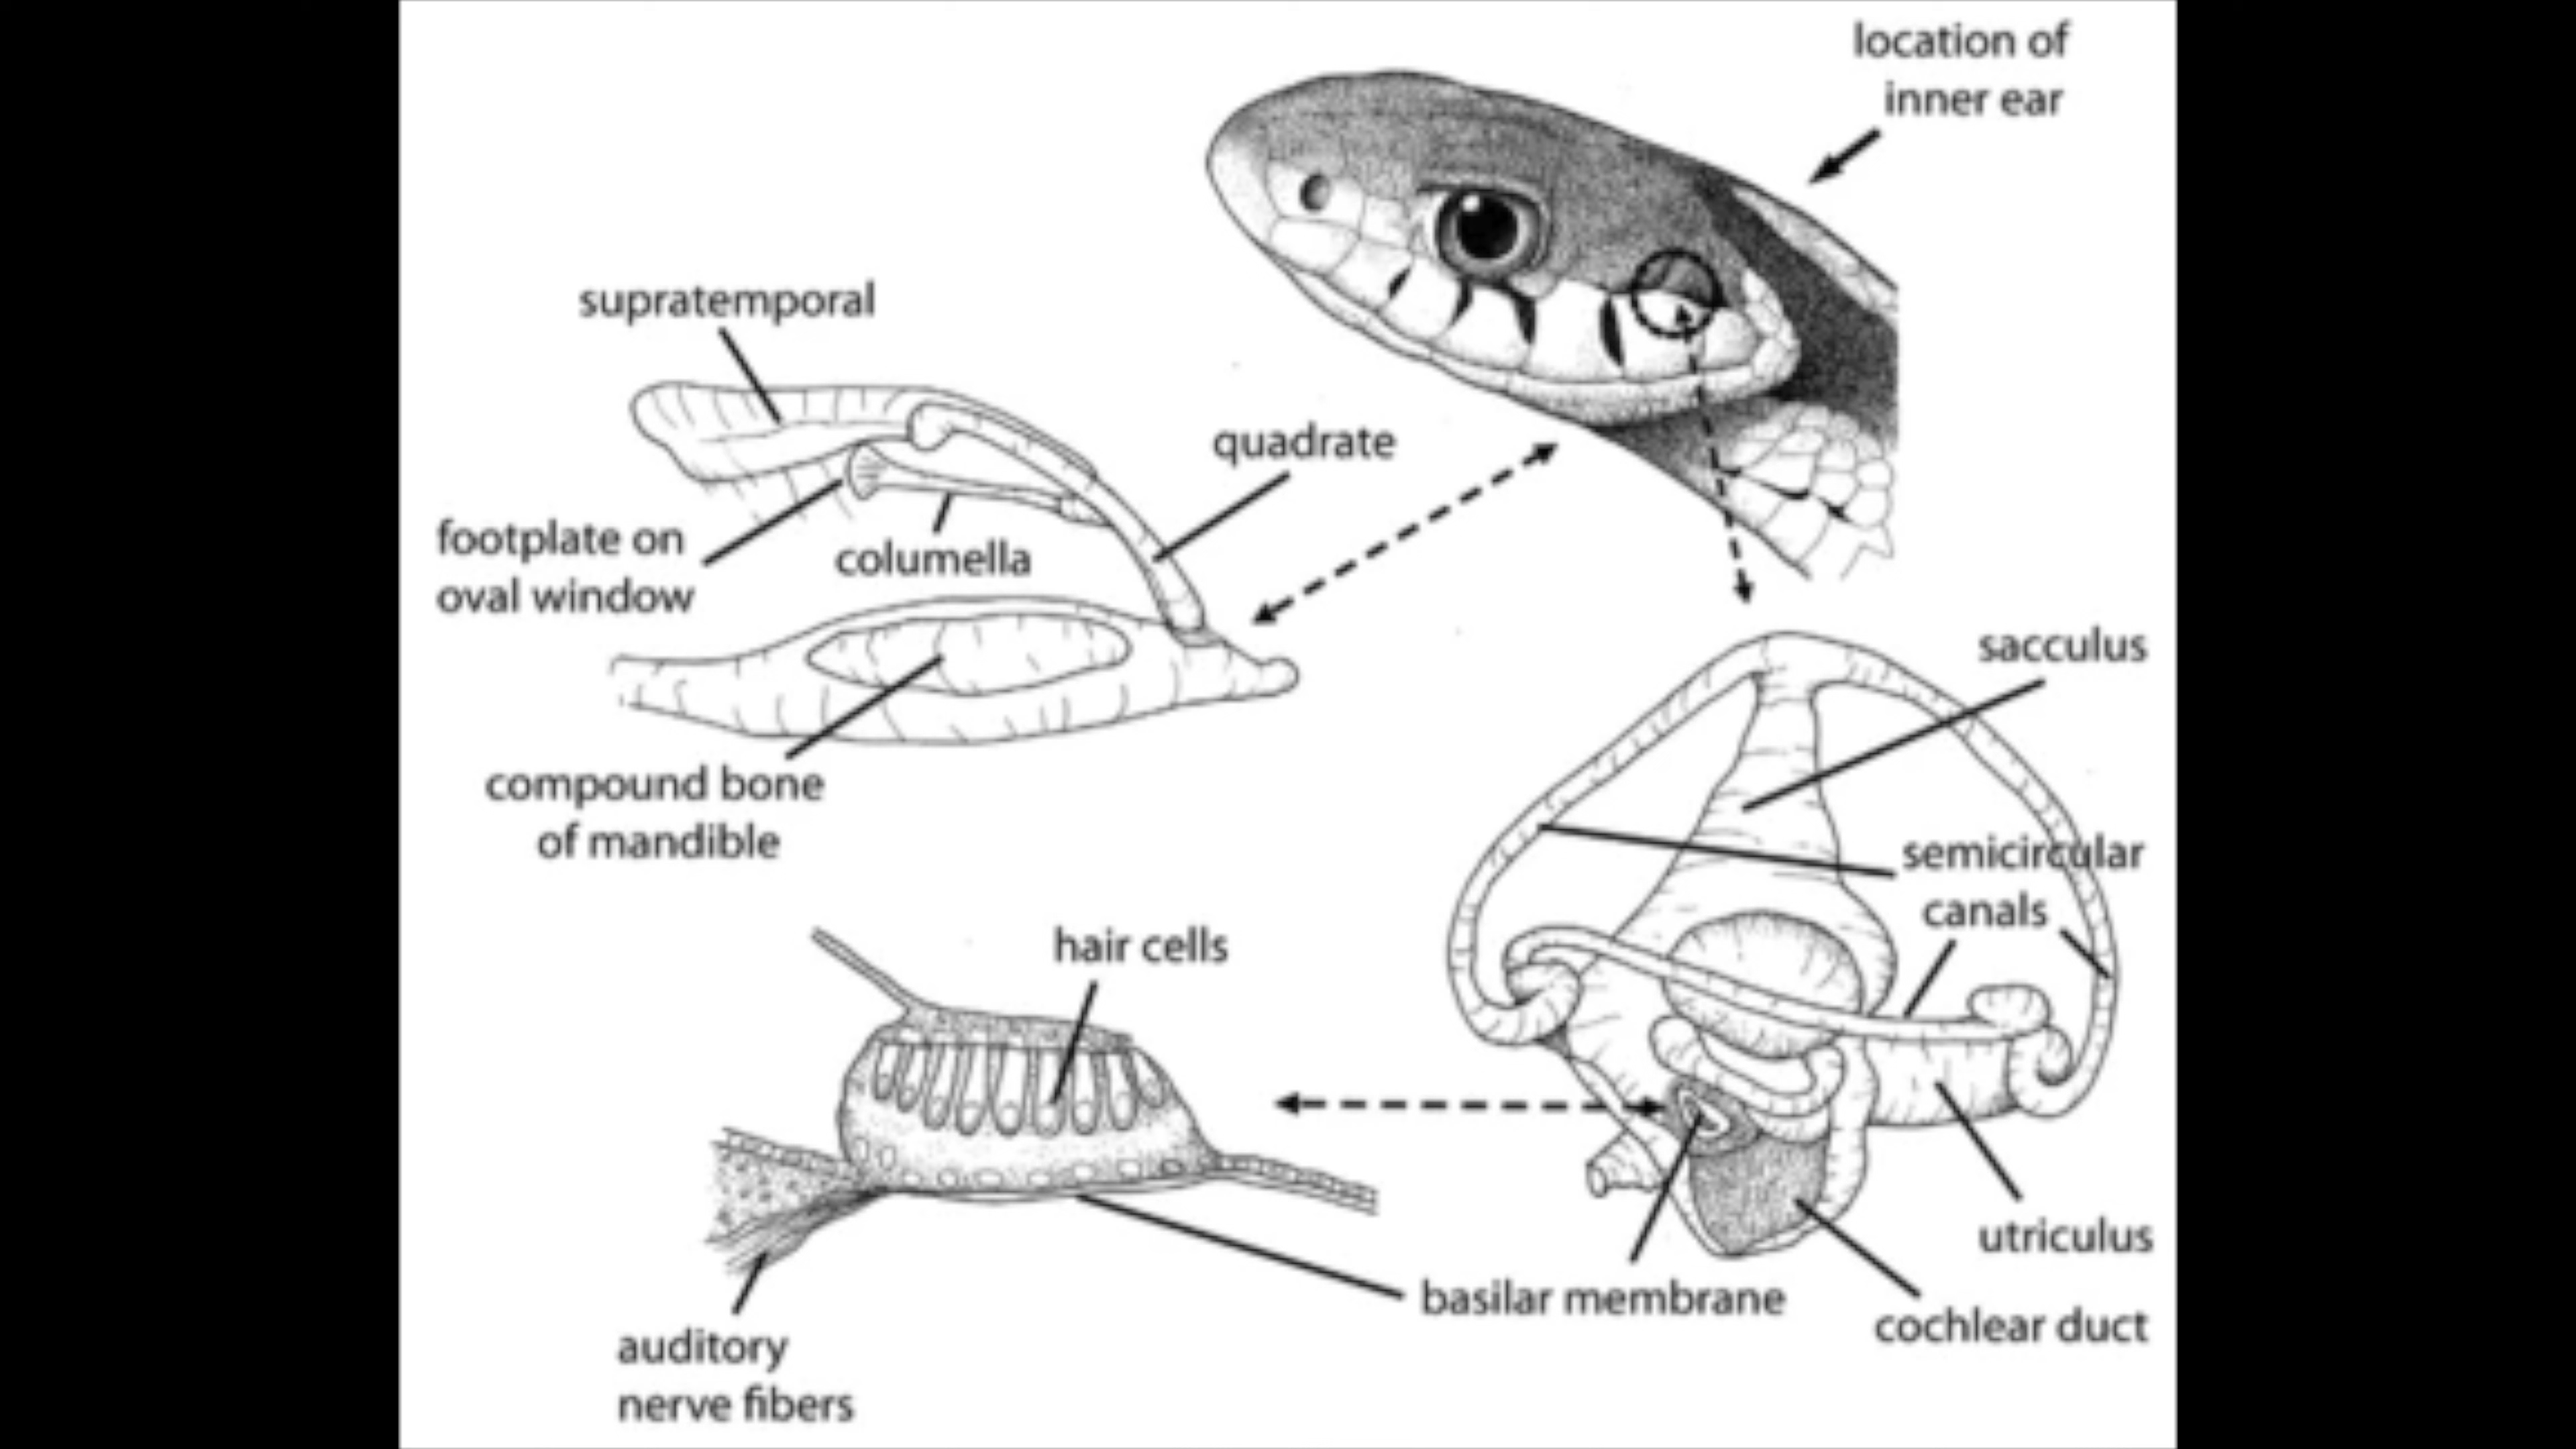 location of
inner ear
supratemporal
quadrate
footplate on
oval window
columella
sacculus
compound bone
of mandible
semicircular
canals
hair cells
utriculus
basilar membrane
cochlear duct
auditory
nerve fibers